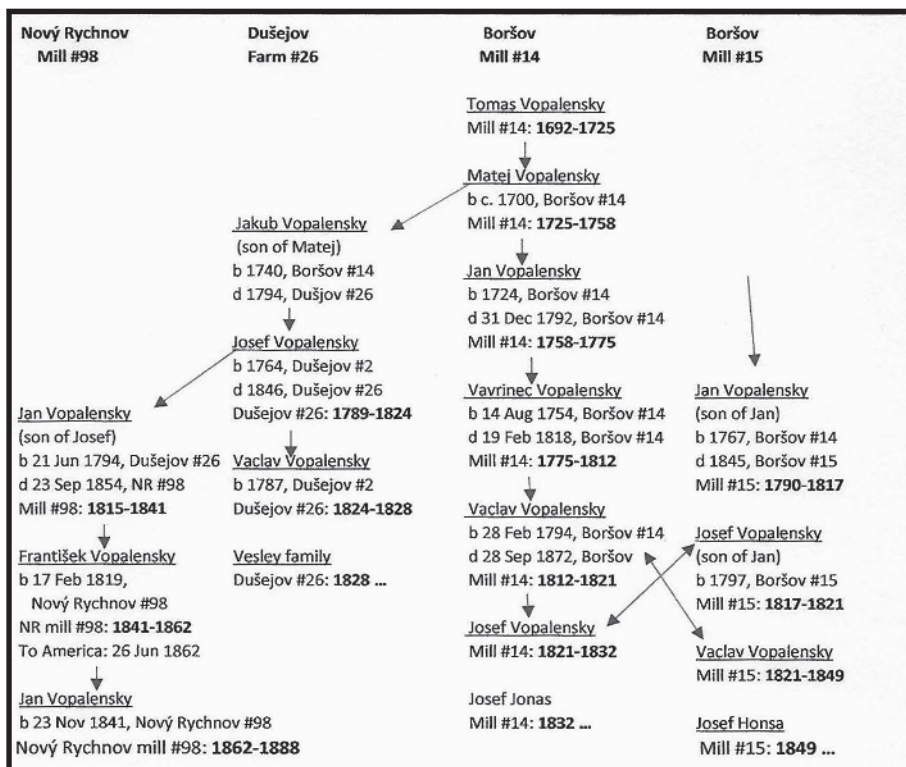 Nový Rychnov
Mill #98
Jan Vopalensky
(son of Josef)
b 21 Jun 1794, Dušejov #26
d 23 Sep 1854, NR #98
Mill #98: 1815-1841
František Vopalensky
b 17 Feb 1819,
Nový Rychnov #98
NR mill #98: 1841-1862
To America: 26 Jun 1862
Jan Vopalensky
b 23 Nov 1841, Nový Rychnov #98
Nový Rychnov mill #98: 1862-1888
Dušejov
Farm #26
Jakub Vopalensky
(son of Matej)
b 1740, Boršov #14
d 1794, Dušjov #26
Josef Vopalensky
b 1764, Dušejov #2
d 1846, Dušejov #26
Dušejov #26: 1789-1824
Vaclav Vopalensky
b 1787, Dušejov #2
Dušejov #26: 1824-1828
Vesley family
Dušejov #26: 1828 ...
Boršov
Mill #14
Tomas Vopalensky
Mill #14: 1692-1725
Matej Vopalensky
b c. 1700, Boršov #14
Mill #14: 1725-1758
Jan Vopalensky
b 1724, Boršov #14
d 31 Dec 1792, Boršov #14
Mill #14: 1758-1775
Vavrinec Vopalensky
b 14 Aug 1754, Boršov #14
d 19 Feb 1818, Boršov #14
Mill #14: 1775-1812
Vaclav Vopalensky
b 28 Feb 1794, Boršov #14
d 28 Sep 1872, Boršov
Mill #14: 1812-1821
Josef Vopalensky
Mill #14: 1821-1832
Josef Jonas
Mill #14: 1832 ...
Boršov
Mill #15
Jan Vopalensky
(son of Jan)
b 1767, Boršov #14
d 1845, Boršov #15
Mill #15: 1790-1817
Josef Vopalensky
(son of Jan)
b 1797, Boršov #15
Mill #15: 1817-1821
Vaclav Vopalensky
Mill #15: 1821-1849
Josef Honsa
Mill #15: 1849 ...